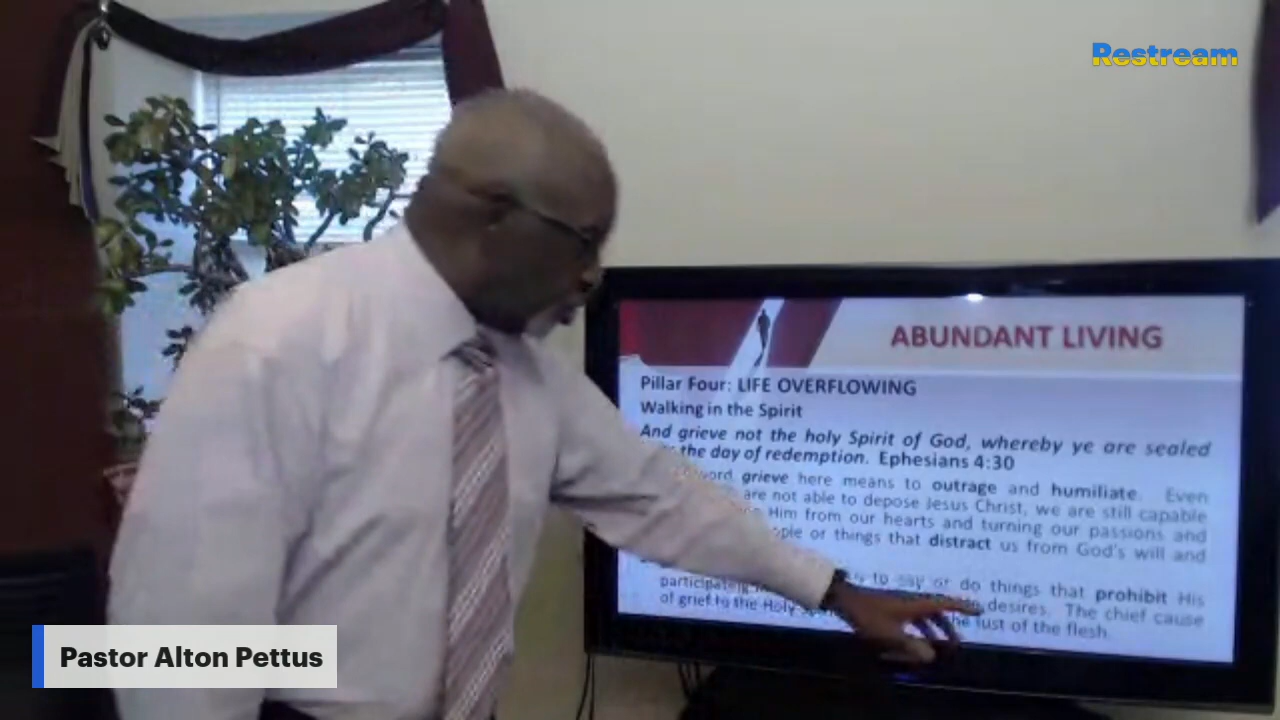 Restream
ABUNDANT LIVING
Pillar Four: LIFE OVERFLOWING
Walking in the Spirit
And grieve not the holy Spirit of God, whereby ye are sealed
the day of redemption. Ephesians 4:30
word grieve here means to outrage and humiliate. Even
are not able to depose Jesus Christ, we are still capable
Him from our hearts and turning our passions and
or things that distract us from God's will and
to say or do things that prohibit His
desires. The chief cause
of grief to the Holy the lust of the flesh
Pastor Alton Pettus